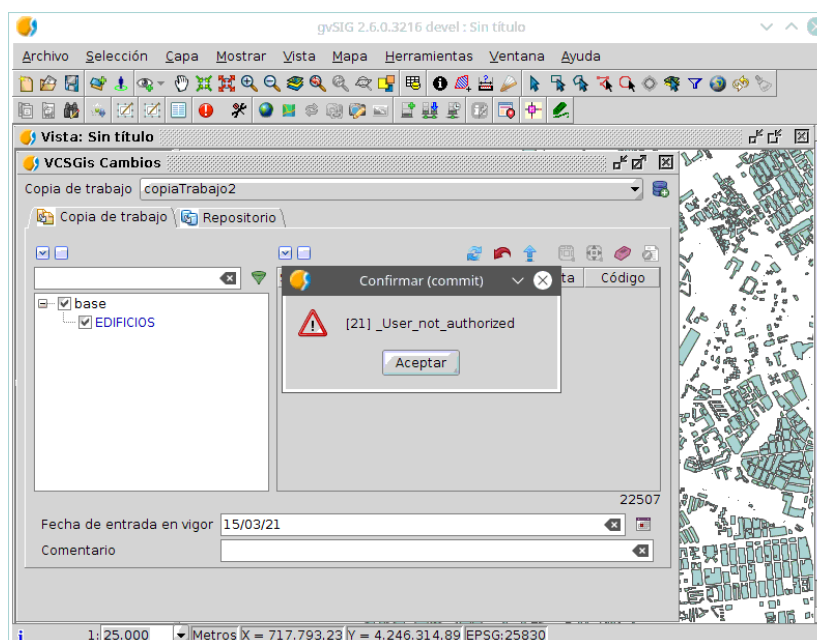 gvSIG 2.6.0.3216 devel : Sin título
Archivo Selección Capa Mostrar Vista Mapa Herramientas Ventana Ayuda
Vista: Sin título
VCSGis Cambios
Copia de trabajo copiaTrabajo2
Copia de trabajo Repositorio
Confirmar (commit)
ta Código
base
EDIFICIOS
[21] _User_not_authorized
Aceptar
22507
Fecha de entrada en vigor 15/03/21
Comentario
1: 25.000 Metros X = 717.793,23 Y = 4.246.314,89 EPSG:25830